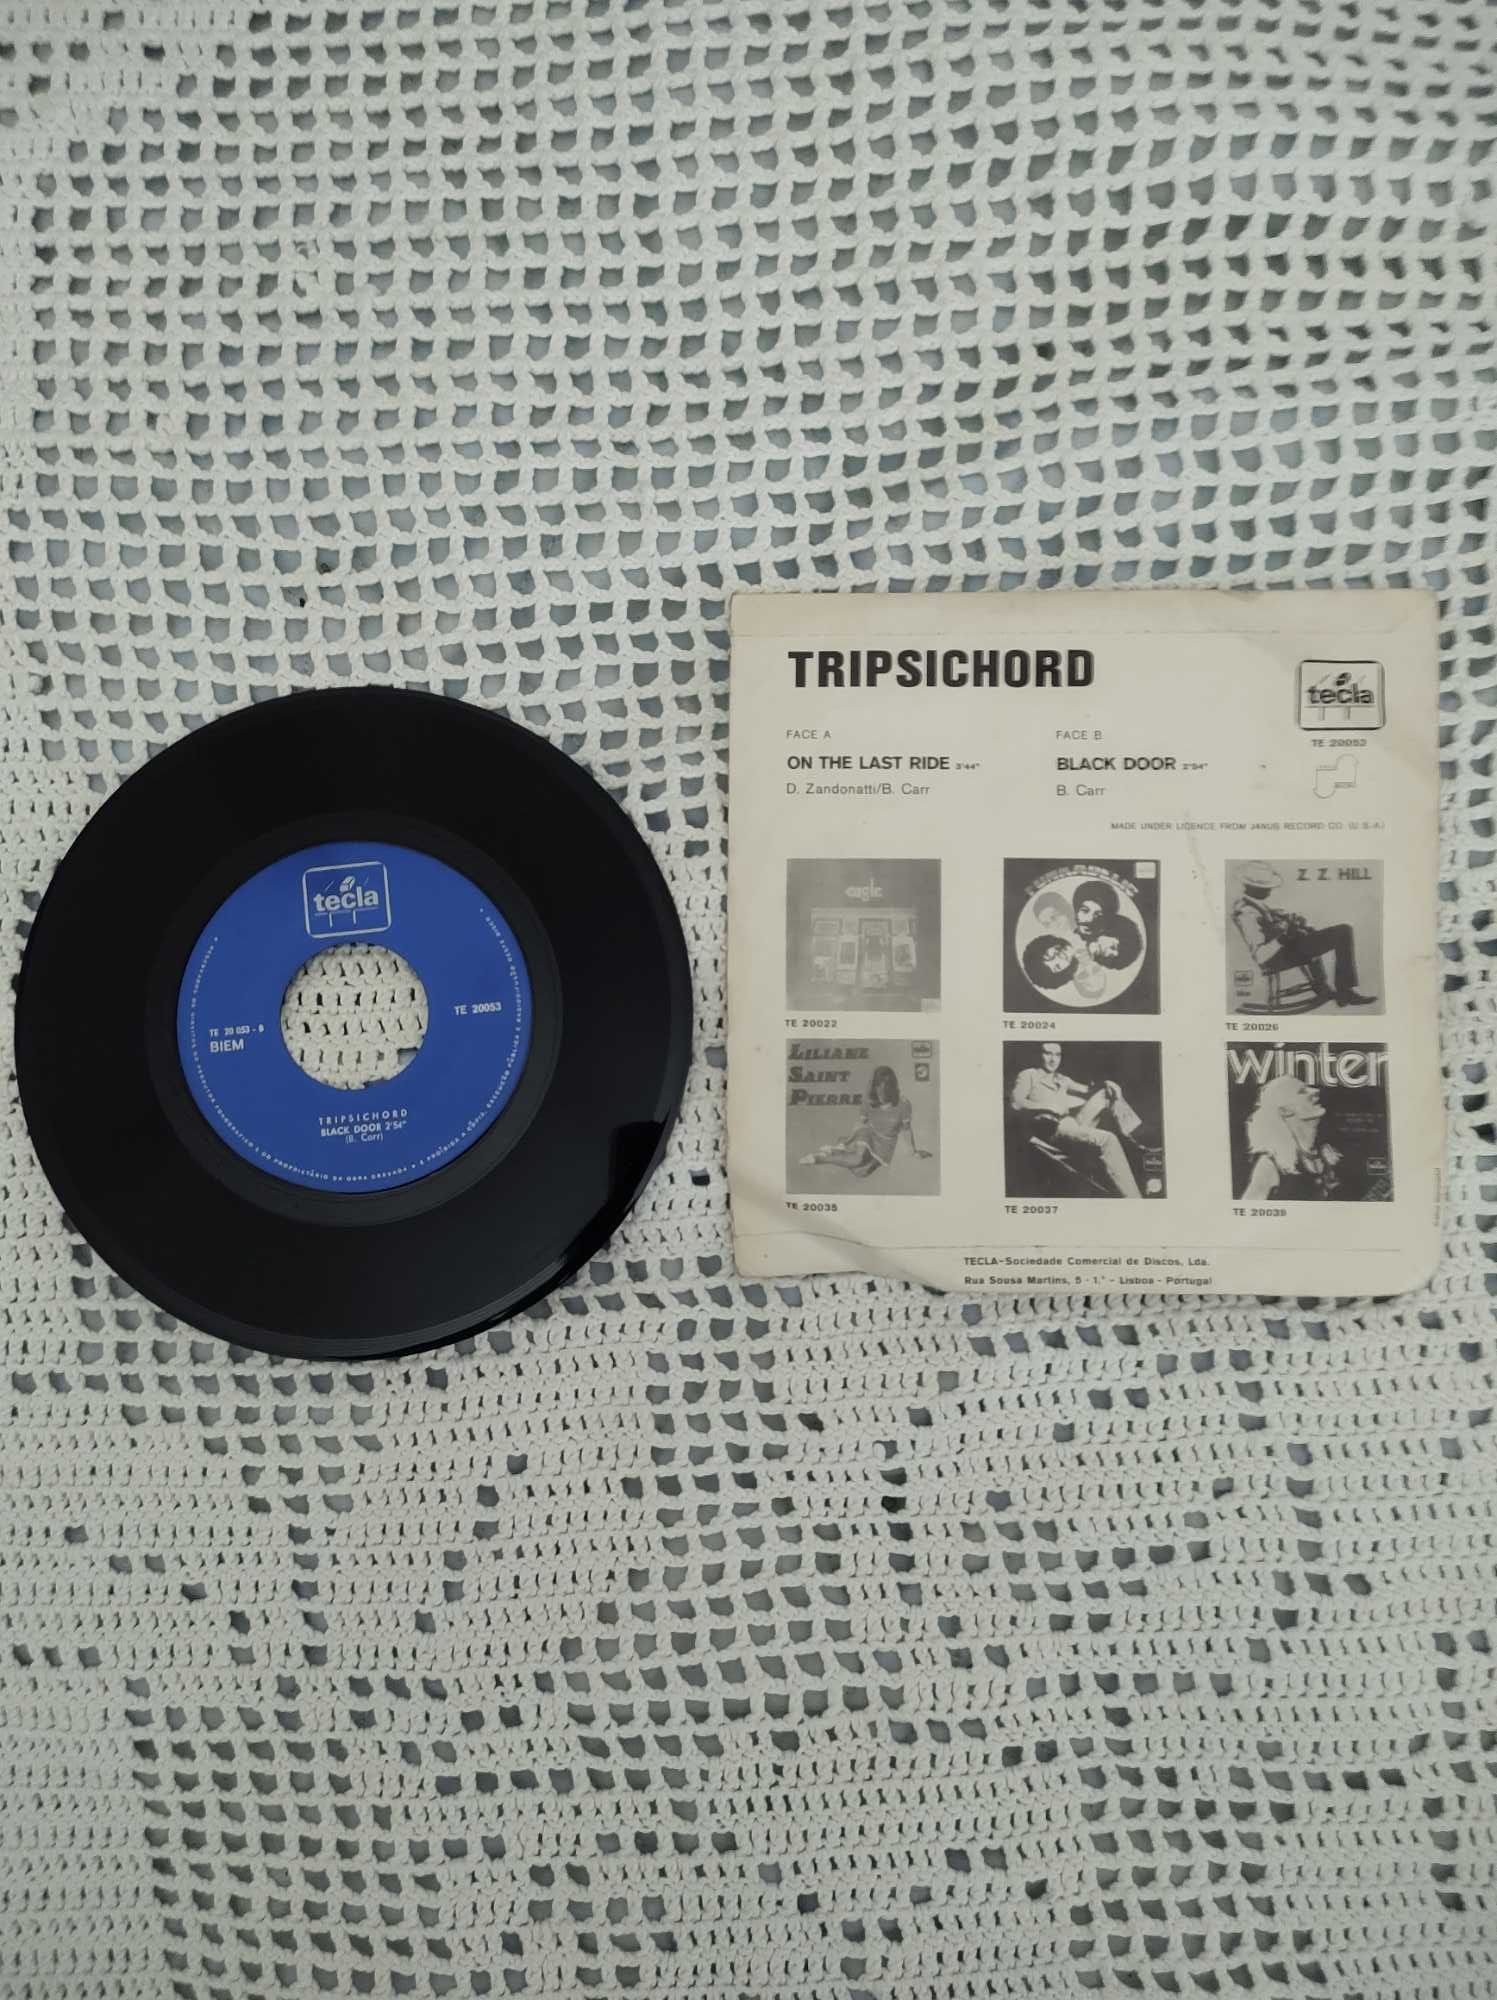 TRIPSICHORD
tecla
TE 20053
FACE A
ON THE LAST RIDE 3'44"
D. Zandonatti/B. Carr
FACE B
BLACK DOOR 2'54"
B. Carr
MADE UNDER LICENCE FROM JANUS RECORD CO. (U.S.A.)
eagle
TE 20022
FUNKADELIC
TE 20024
Z. Z. HILL
TE 20026
LILIANE
SAINT
PIERRE
TE 20035
TE 20037
winter
TE 20039
TECLA-Sociedade Comercial de Discos, Lda.
Rua Sousa Martins, 5 - 1.° - Lisboa - Portugal
tecla
TE 20 053 - B
BIEM
TE 20053
TRIPSICHORD
BLACK DOOR 2'54"
(B. Carr)